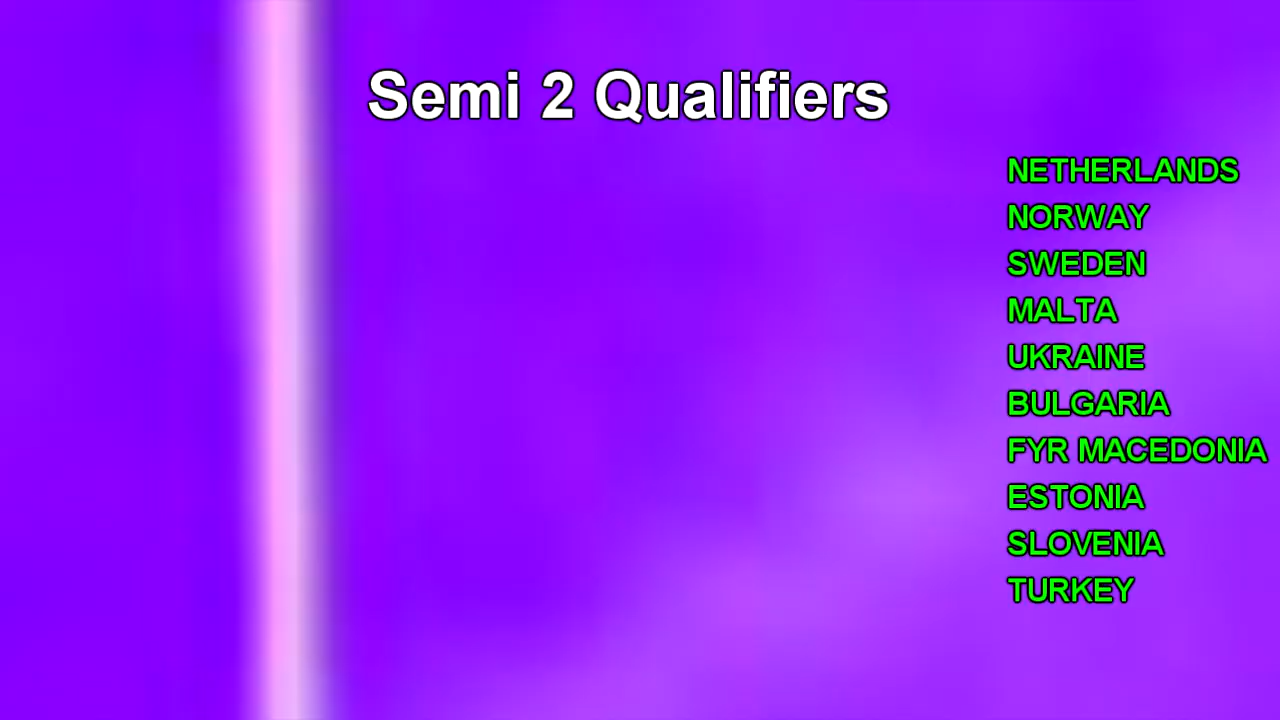 Semi 2 Qualifiers
NETHERLANDS
NORWAY
SWEDEN
MALTA
UKRAINE
BULGARIA
FYR MACEDONIA
ESTONIA
SLOVENIA
TURKEY